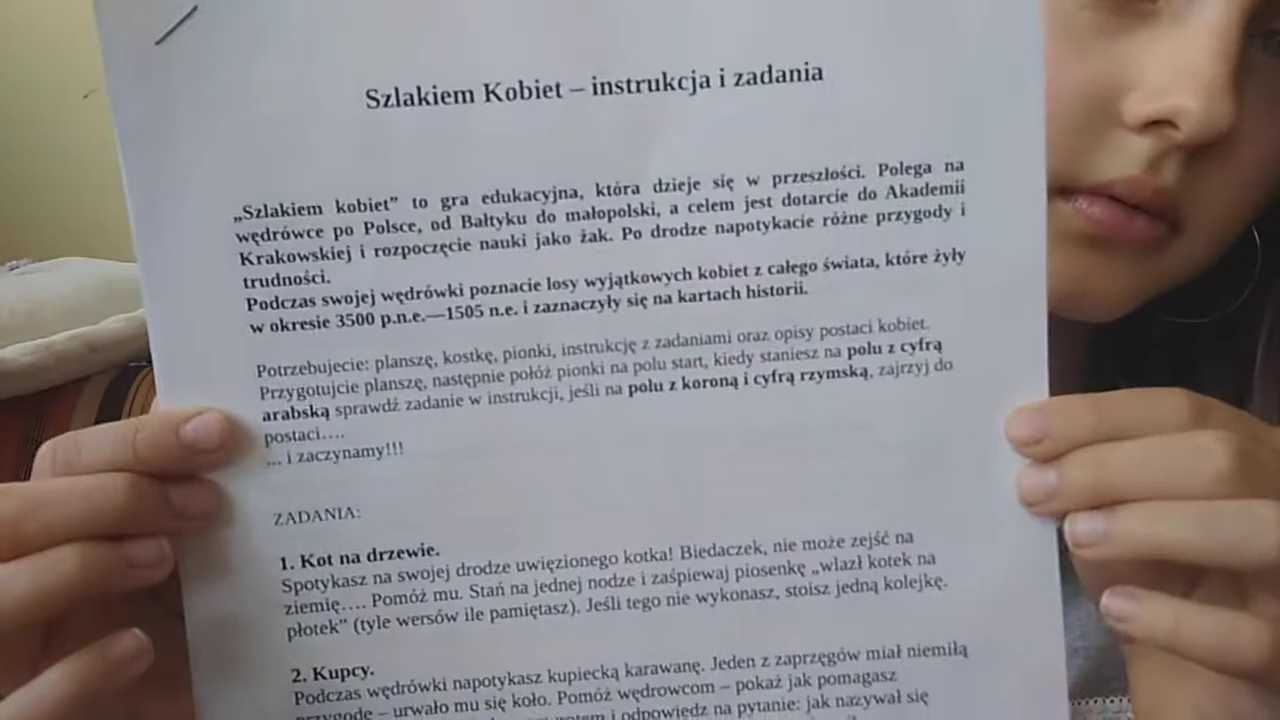 Szlakiem Kobiet – instrukcja i zadania
„Szlakiem kobiet” to gra edukacyjna, która dzieje się w przeszłości. Polega na
wędrówce po Polsce, od Bałtyku do małopolski, a celem jest dotarcie do Akademii
Krakowskiej i rozpoczęcie nauki jako żak. Po drodze napotykacie różne przygody i
trudności.
Podczas swojej wędrówki poznacie losy wyjątkowych kobiet z całego świata, które żyły
w okresie 3500 p.n.e.—1505 n.e. i zaznaczyły się na kartach historii.
Potrzebujecie: planszę, kostkę, pionki, instrukcję z zadaniami oraz opisy postaci kobiet.
Przygotujcie planszę, następnie połóż pionki na polu start, kiedy staniesz na polu z cyfrą
arabską sprawdź zadanie w instrukcji, jeśli na polu z koroną i cyfrą rzymską, zajrzyj do
postaci….
... i zaczynamy!!!
ZADANIA:
1. Kot na drzewie.
Spotykasz na swojej drodze uwięzionego kotka! Biedaczek, nie może zejść na
ziemię…. Pomóż mu. Stań na jednej nodze i zaśpiewaj piosenkę „wlazł kotek na
płotek” (tyle wersów ile pamiętasz). Jeśli tego nie wykonasz, stoisz jedną kolejkę.
2. Kupcy.
Podczas wędrówki napotykasz kupiecką karawanę. Jeden z zaprzęgów miał niemiłą
przygodę – urwało mu się koło. Pomóż wędrowcom – pokaż jak pomagasz
i odpowiedz na pytanie: jak nazywał się